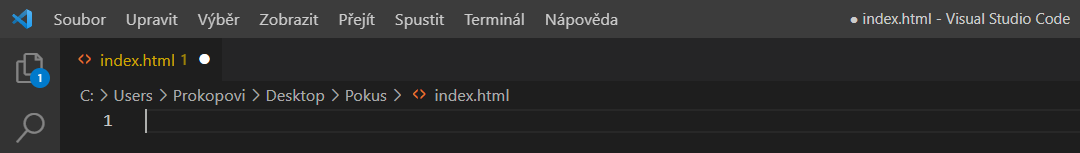 Soubor Upravit Výběr Zobrazit Přejít Spustit Terminál Nápověda ● index.html - Visual Studio Code
<> index.html 1 ●
1
C: > Users > Prokopovi > Desktop > Pokus > <> index.html
1